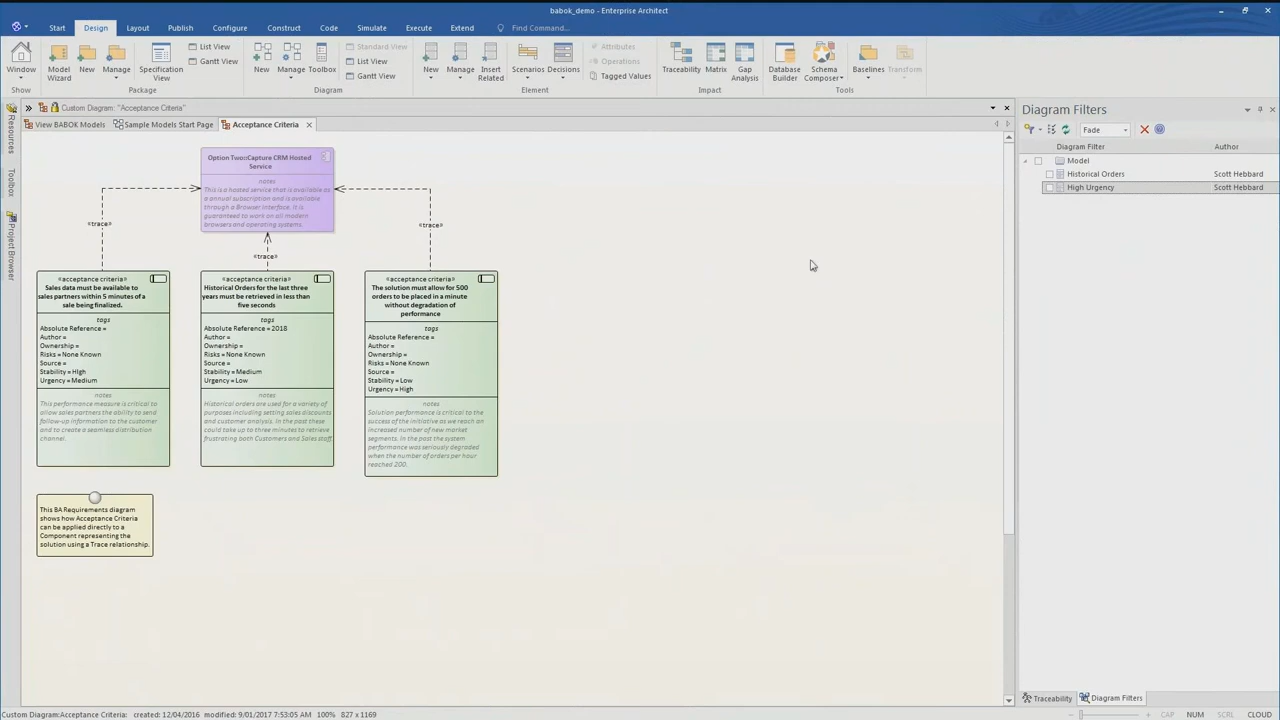 babok_demo - Enterprise Architect
Start Design Layout Publish Configure Construct Code Simulate Execute Extend Find Command...
Window
Show
Model Wizard
New
Manage
Specification View
List View
Gantt View
Package
New
Manage
Toolbox
Standard View
List View
Gantt View
Diagram
New
Manage
Insert Related
Scenarios
Decisions
Attributes
Operations
Tagged Values
Element
Traceability
Matrix
Gap Analysis
Impact
Database Builder
Schema Composer
Baselines
Transform
Tools
Custom Diagram: "Acceptance Criteria"
View BABOK Models
Sample Models Start Page
Acceptance Criteria
Resources
Toolbox
Project Browser
Option Two::Capture CRM Hosted
Service
notes
This is a hosted service that is available as
a annual subscription and is available
through a Browser Interface. It is
guaranteed to work on all modern
browsers and operating systems.
«trace»
«trace»
«trace»
«acceptance criteria»
Sales data must be available to
sales partners within 5 minutes of a
sale being finalized.
tags
Absolute Reference =
Author =
Ownership =
Risks = None Known
Source =
Stability = High
Urgency = Medium
notes
This performance measure is critical to
allow sales partners the ability to send
follow-up information to the customer
and to create a seamless distribution
channel.
«acceptance criteria»
Historical Orders for the last three
years must be retrieved in less than
five seconds
tags
Absolute Reference = 2018
Author =
Ownership =
Risks = None Known
Source =
Stability = Medium
Urgency = Low
notes
Historical orders are used for a variety of
purposes including setting sales discounts
and customer analysis. In the past these
could take up to three minutes to retrieve
frustrating both Customers and Sales staff.
«acceptance criteria»
The solution must allow for 500
orders to be placed in a minute
without degradation of
performance
tags
Absolute Reference =
Author =
Ownership =
Risks = None Known
Source =
Stability = Low
Urgency = High
notes
Solution performance is critical to the
success of the initiative as we reach an
increased number of new market
segments. In the past the system
performance was seriously degraded
when the number of orders per hour
reached 200.
This BA Requirements diagram
shows how Acceptance Criteria
can be applied directly to a
Component representing the
solution using a Trace relationship.
Diagram Filters
Fade
Diagram Filter Author
Model
Historical Orders Scott Hebbard
High Urgency Scott Hebbard
Traceability Diagram Filters
Custom Diagram:Acceptance Criteria: created: 12/04/2016 modified: 9/01/2017 7:53:05 AM 100% 827 x 1169
CAP NUM SCRL CLOUD